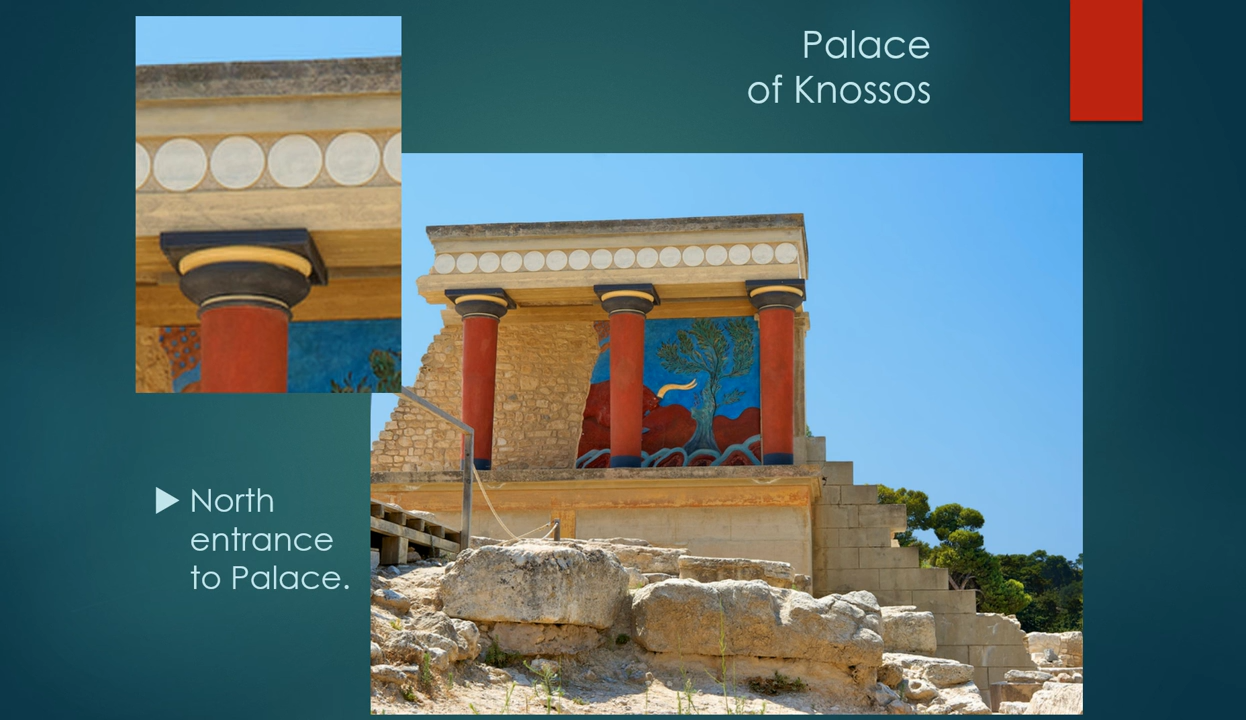 Palace
of Knossos
North
entrance
to Palace.